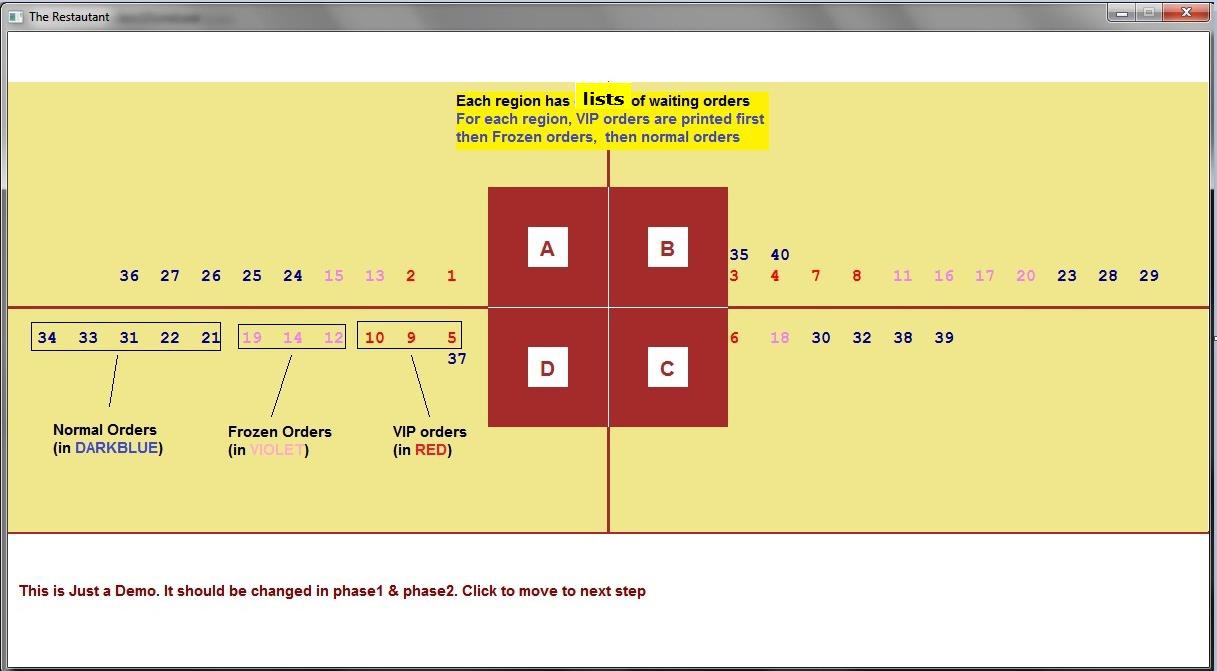 The Restautant
Each region has lists of waiting orders
For each region, VIP orders are printed first
then Frozen orders, then normal orders
A
B
35 40
36 27 26 25 24 15 13 2 1
3 4 7 8 11 16 17 20 23 28 29
34 33 31 22 21 19 14 12 10 9 5
37
6 18 30 32 38 39
D
C
Normal Orders
(in DARKBLUE)
Frozen Orders
(in VIOLET)
VIP orders
(in RED)
This is Just a Demo. It should be changed in phase1 & phase2. Click to move to next step